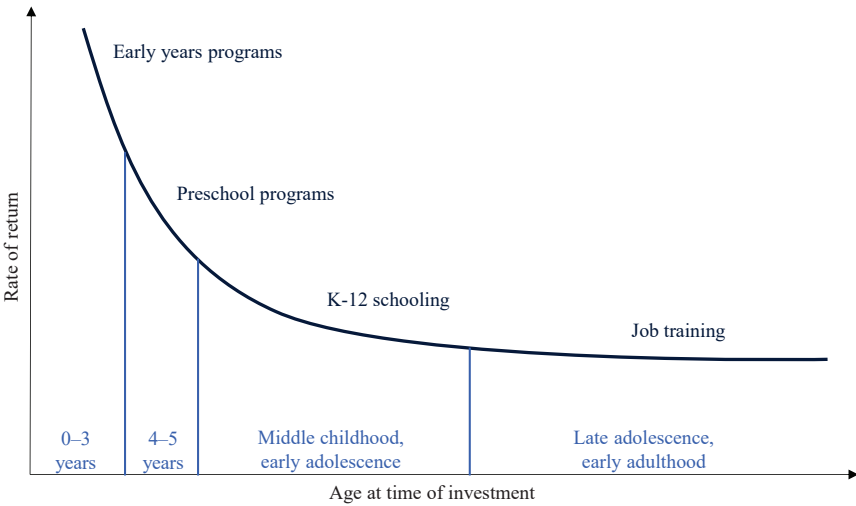 Early years programs
Preschool programs
Rate of return
K-12 schooling
Job training
0–3
years
4–5
years
Middle childhood,
early adolescence
Late adolescence,
early adulthood
Age at time of investment